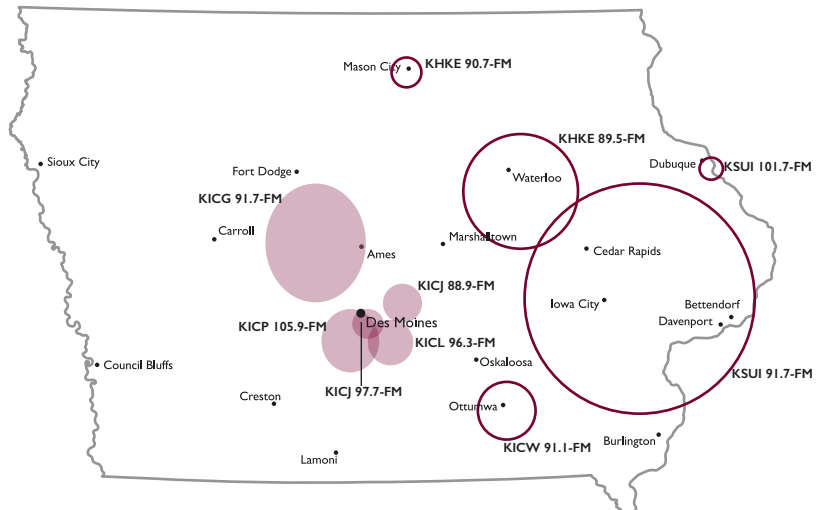 Mason City
KHKE 90.7-FM
KHKE 89.5-FM
Sioux City
Dubuque
KSUI 101.7-FM
Fort Dodge
Waterloo
KICG 91.7-FM
Carroll
Marshalltown
Ames
Cedar Rapids
KICJ 88.9-FM
Iowa City
Bettendorf
Davenport
KICP 105.9-FM
Des Moines
KICL 96.3-FM
Oskaloosa
Council Bluffs
KSUI 91.7-FM
KICJ 97.7-FM
Creston
Ottumwa
Burlington
KICW 91.1-FM
Lamoni